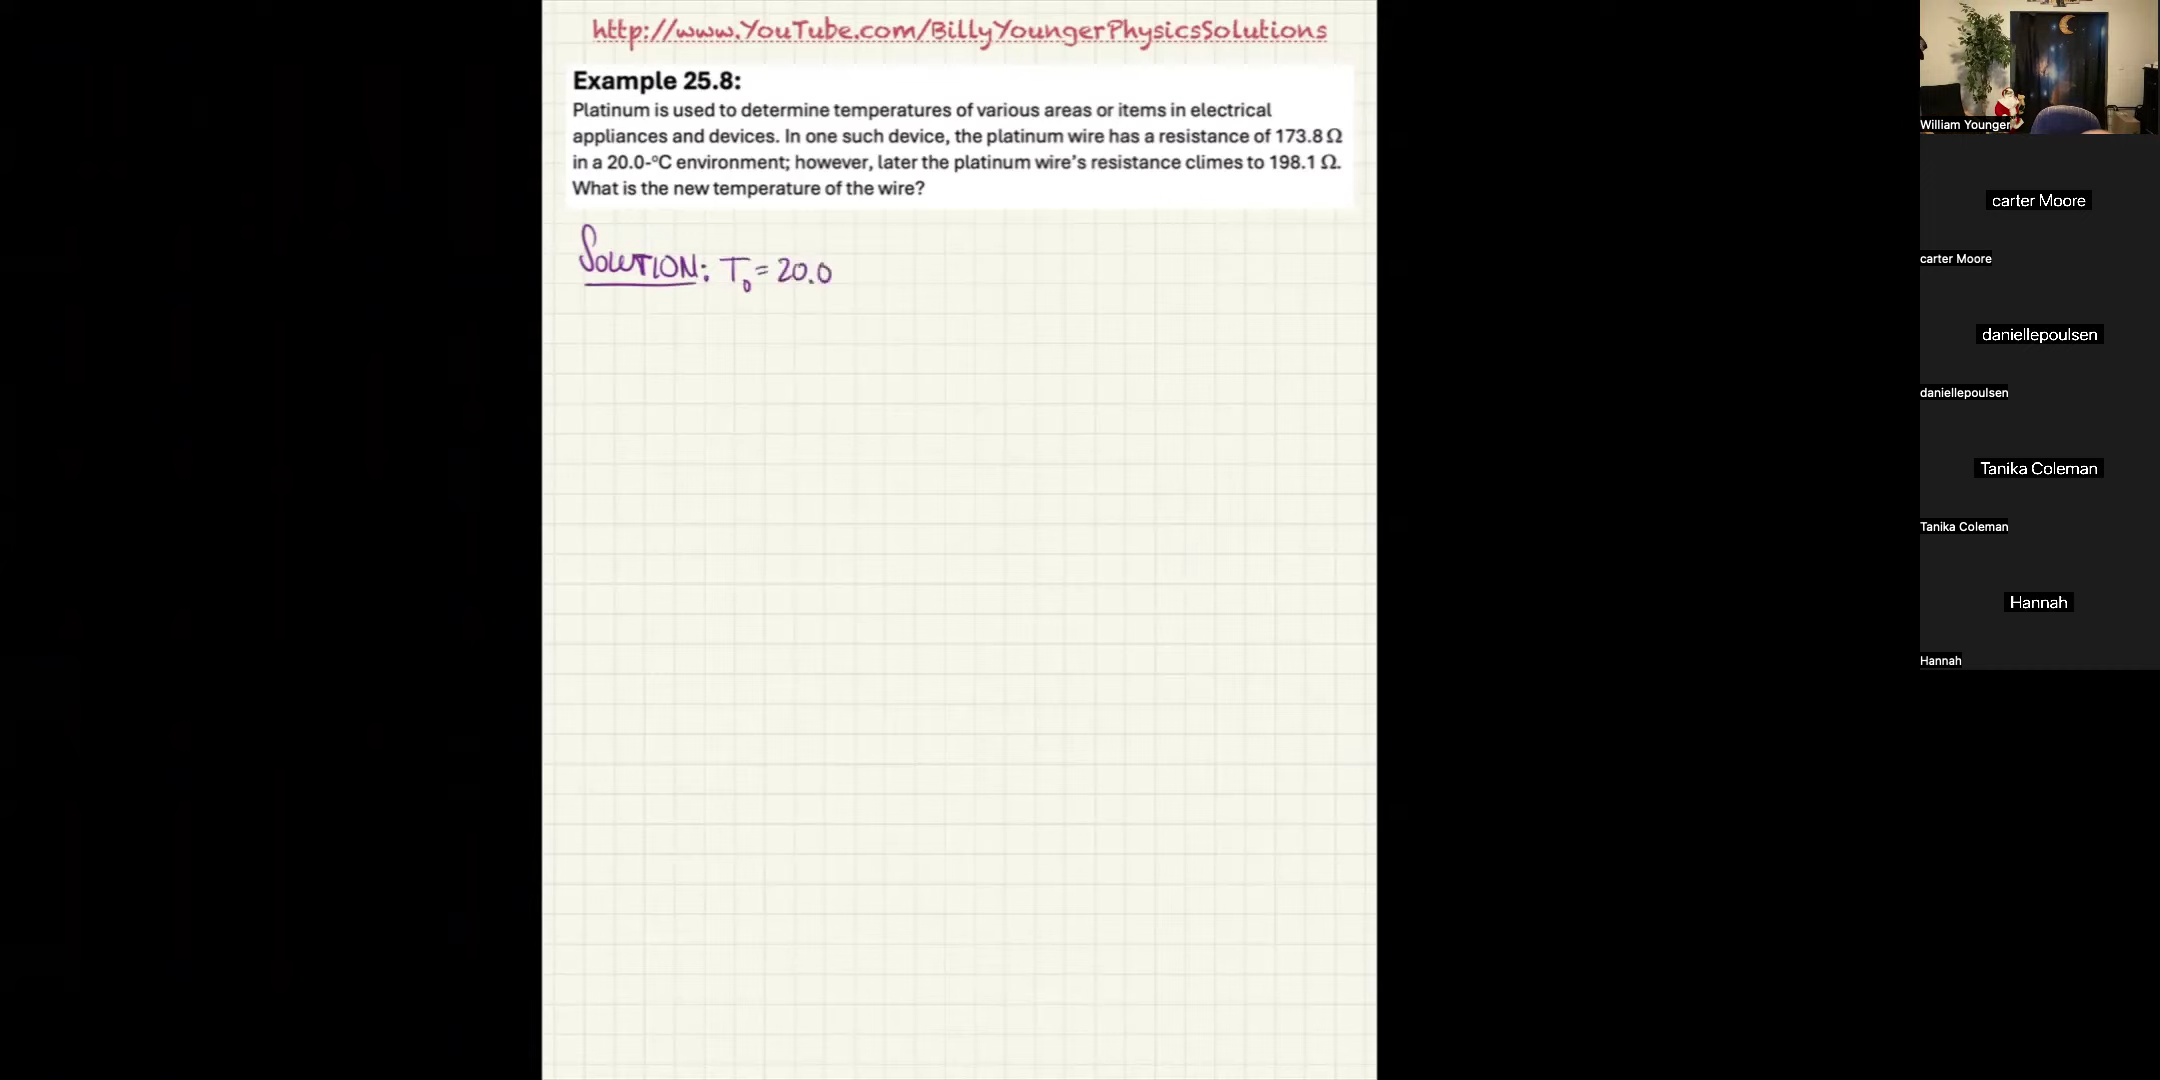 http://www.YouTube.com/BillyYoungerPhysicsSolutions
Example 25.8:
Platinum is used to determine temperatures of various areas or items in electrical
appliances and devices. In one such device, the platinum wire has a resistance of 173.8 Ω
in a 20.0-°C environment; however, later the platinum wire's resistance climes to 198.1 Ω.
What is the new temperature of the wire?
SOLUTION: T₀ = 20.0
William Younger
carter Moore
carter Moore
daniellepoulsen
daniellepoulsen
Tanika Coleman
Tanika Coleman
Hannah
Hannah